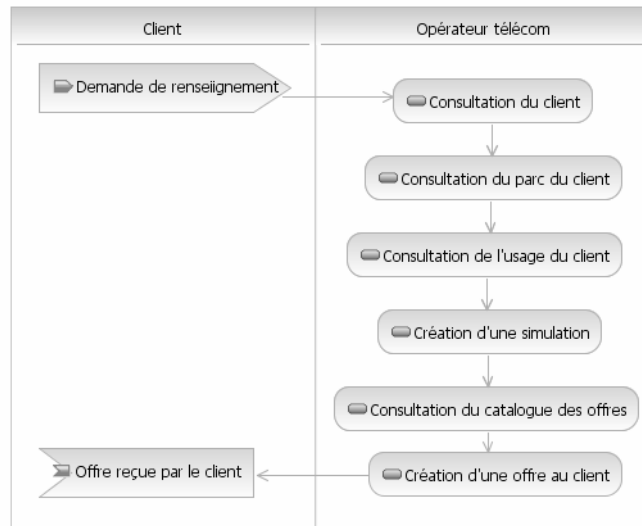 Client
Opérateur télécom
Demande de renseiignement
Consultation du client
Consultation du parc du client
Consultation de l'usage du client
Création d'une simulation
Consultation du catalogue des offres
Offre reçue par le client
Création d'une offre au client